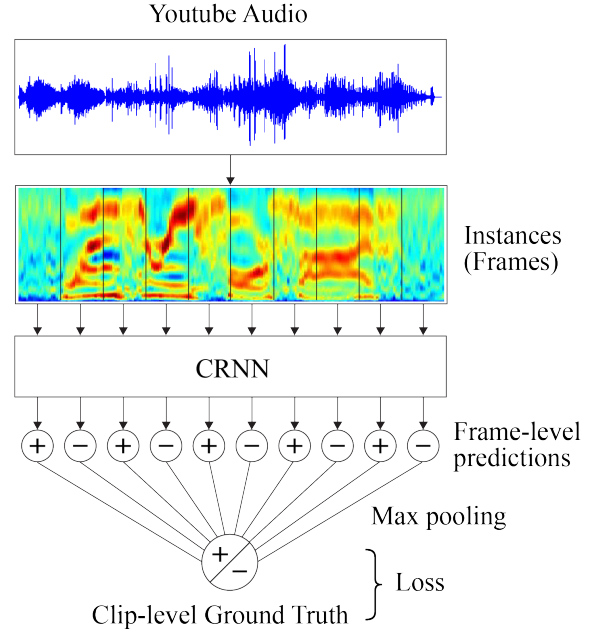 Youtube Audio
Instances
(Frames)
CRNN
+ − + − + − + − + −
Frame-level
predictions
Max pooling
+
−
Loss
Clip-level Ground Truth